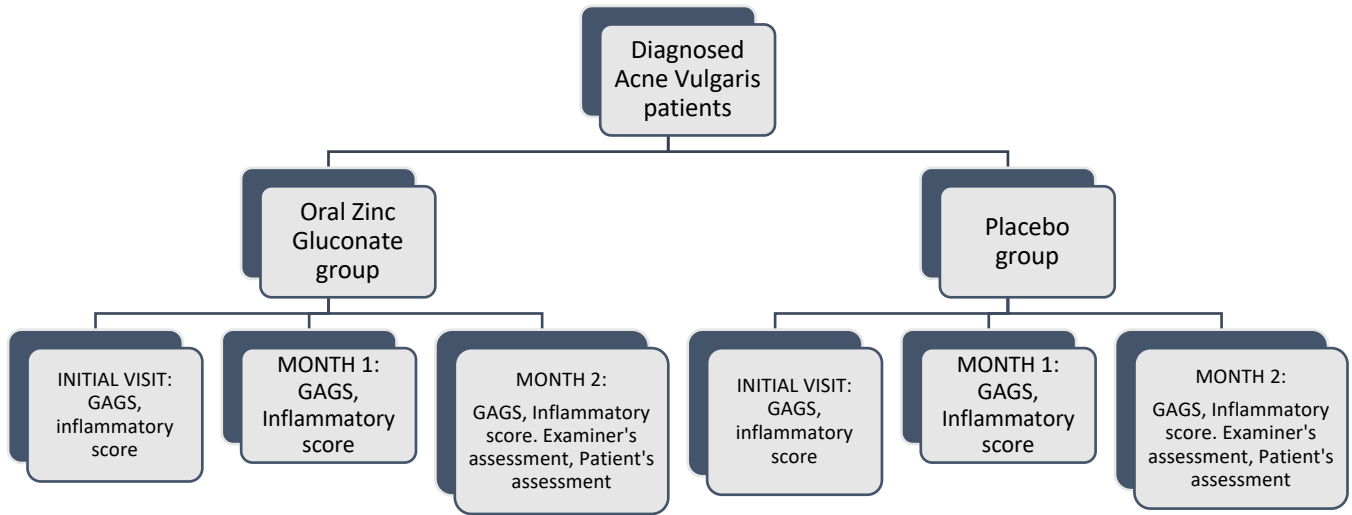 Diagnosed
Acne Vulgaris
patients
Oral Zinc
Gluconate
group
Placebo
group
INITIAL VISIT:
GAGS,
inflammatory
score
MONTH 1:
GAGS,
Inflammatory
score
MONTH 2:
GAGS, Inflammatory
score. Examiner's
assessment, Patient's
assessment
INITIAL VISIT:
GAGS,
inflammatory
score
MONTH 1:
GAGS,
Inflammatory
score
MONTH 2:
GAGS, Inflammatory
score. Examiner's
assessment, Patient's
assessment